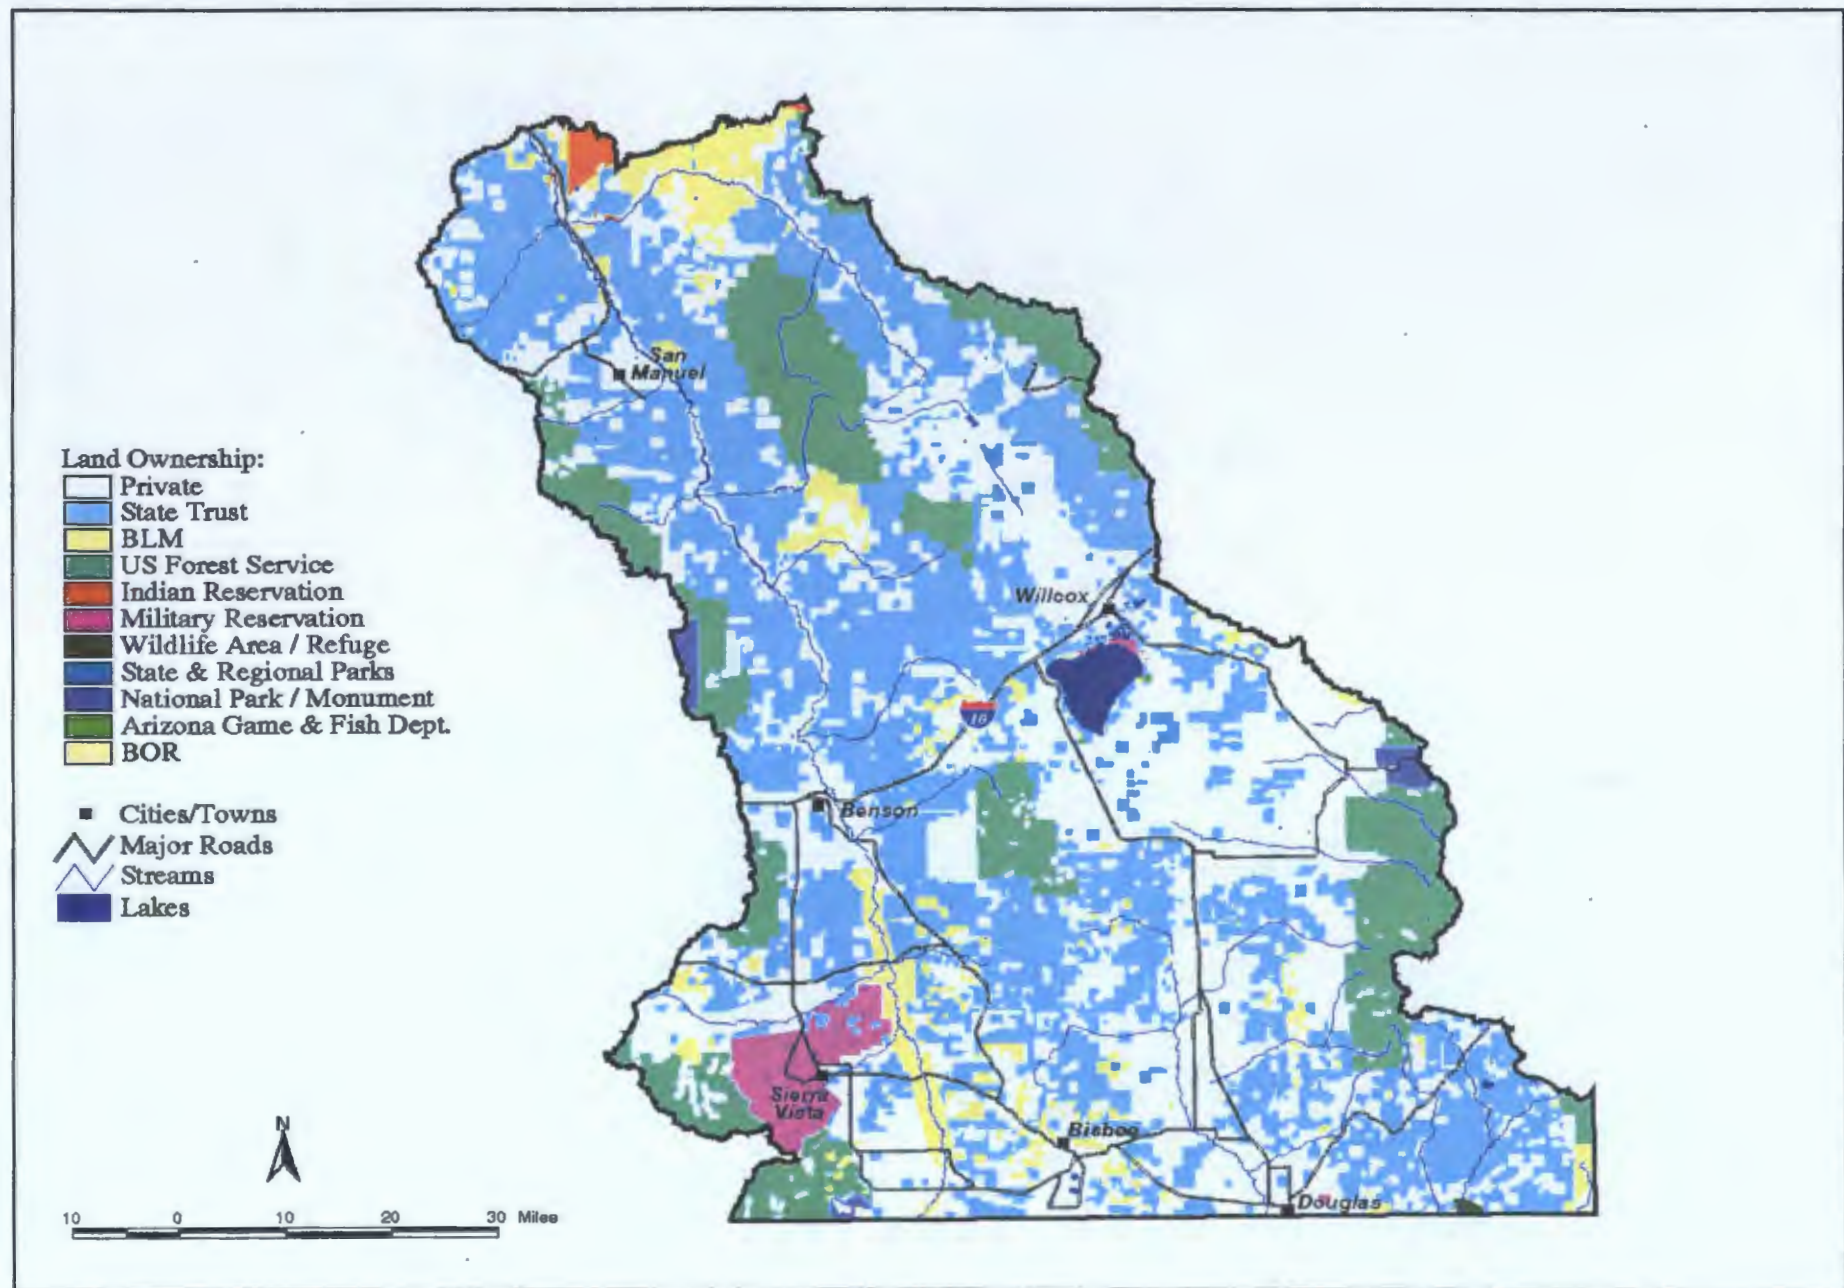 San
Manuel
Land Ownership:
Private
State Trust
BLM
US Forest Service
Indian Reservation
Military Reservation
Wildlife Area / Refuge
State & Regional Parks
National Park / Monument
Arizona Game & Fish Dept.
BOR
Cities/Towns
Major Roads
Streams
Lakes
Willcox
10
Benson
Sierra
Vista
Bisbee
Douglas
N
10 0 10 20 30 Miles